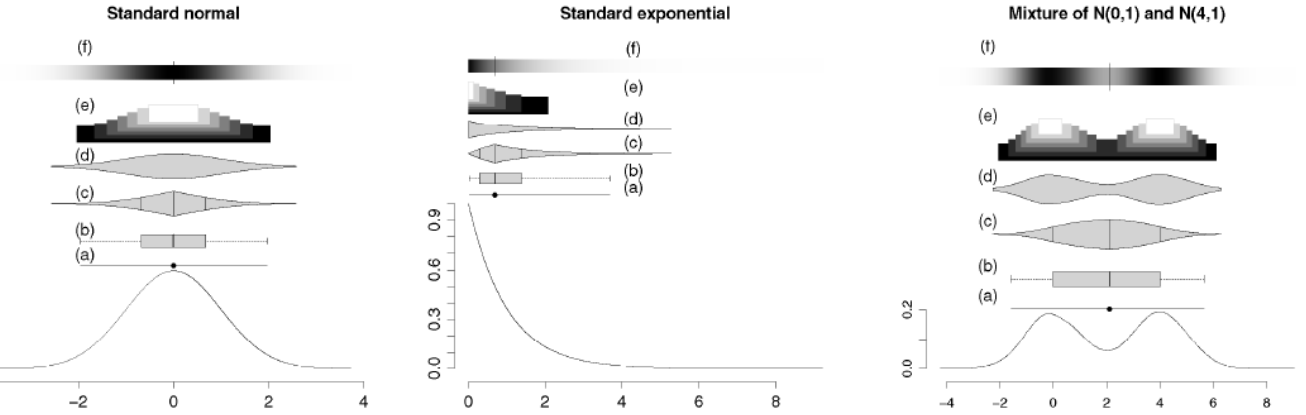 Standard normal
(f)
(e)
(d)
(c)
(b)
(a)
−2 0 2 4
Standard exponential
(f)
(e)
(d)
(c)
(b)
(a)
0.9
0.6
0.3
0.0
0 2 4 6 8
Mixture of N(0,1) and N(4,1)
(f)
(e)
(d)
(c)
(b)
(a)
0.2
0.0
−4 −2 0 2 4 6 8